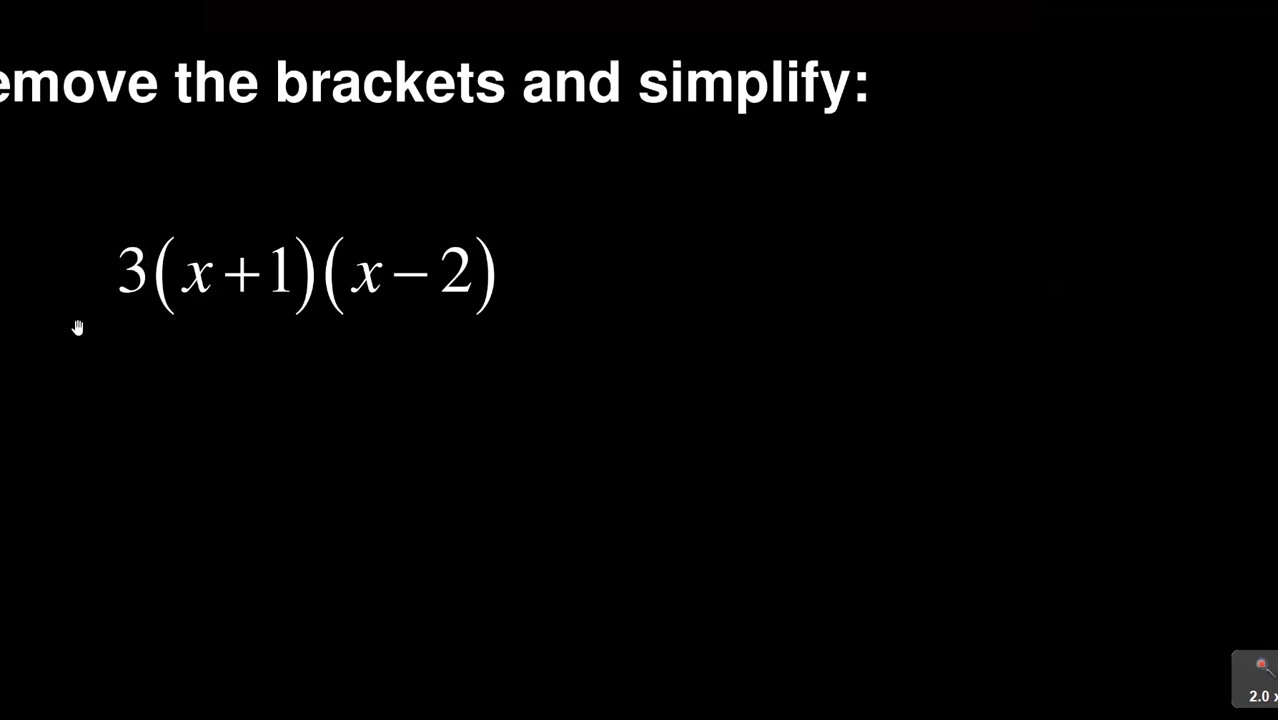 emove the brackets and simplify:
3(x+1)(x−2)
2.0 x